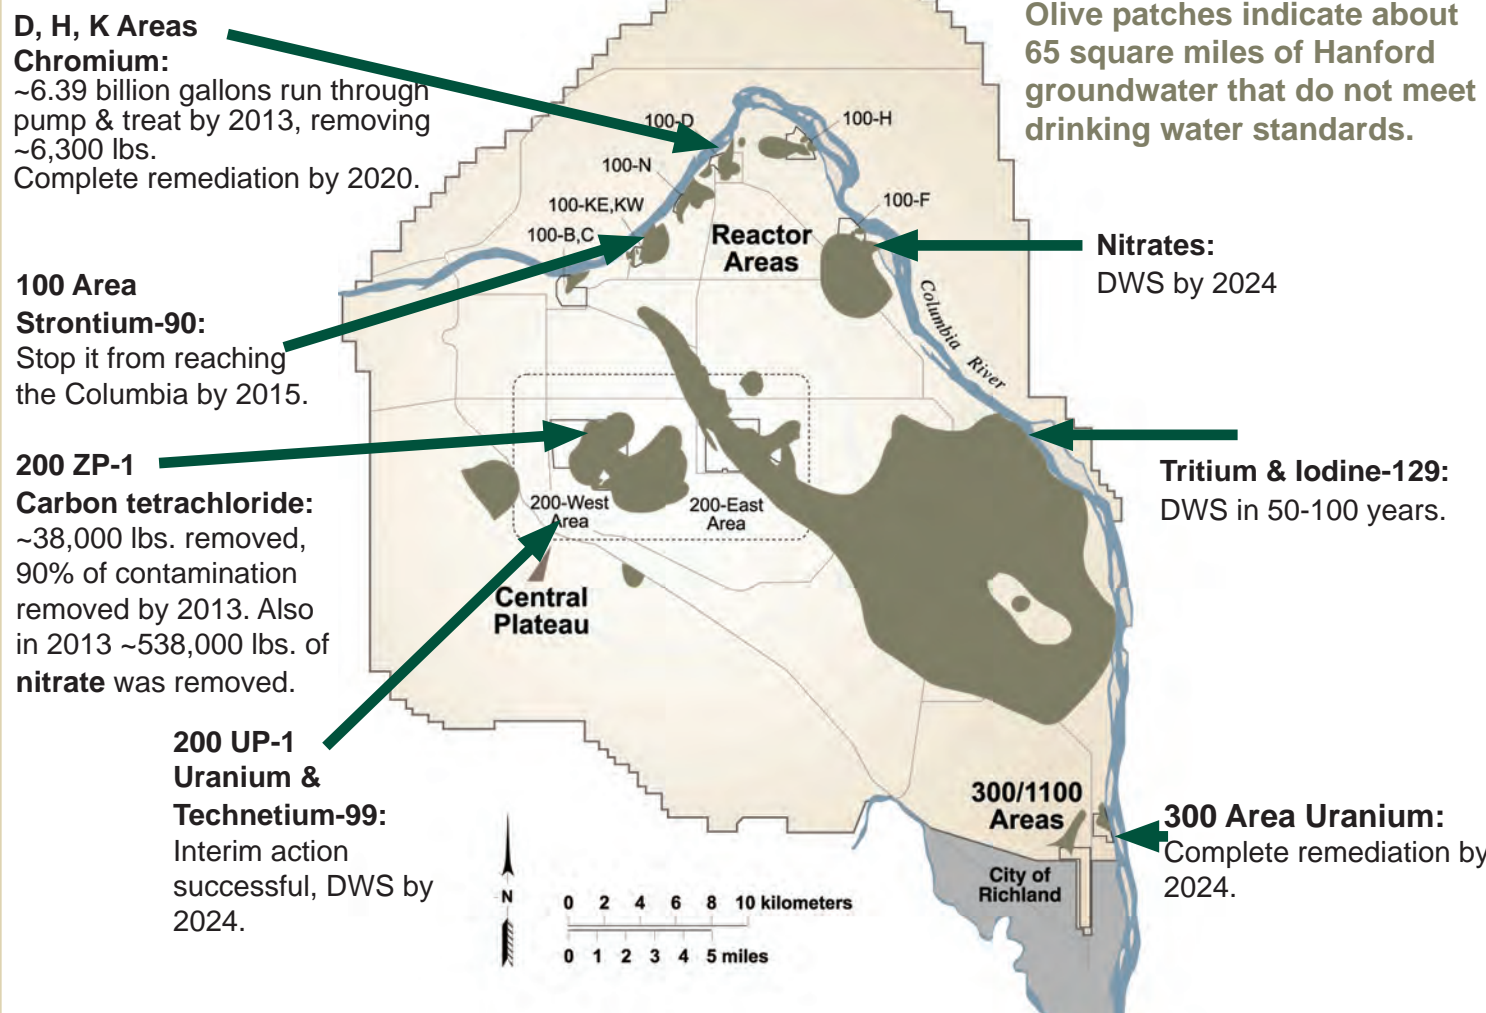 D, H, K Areas
Chromium:
~6.39 billion gallons run through
pump & treat by 2013, removing
~6,300 lbs.
Complete remediation by 2020.
Olive patches indicate about
65 square miles of Hanford
groundwater that do not meet
drinking water standards.
100-D
100-H
100-N
100-KE,KW
100-F
100-B,C
Reactor
Areas
Nitrates:
DWS by 2024
100 Area
Strontium-90:
Stop it from reaching
the Columbia by 2015.
Columbia River
200 ZP-1
Carbon tetrachloride:
~38,000 lbs. removed,
90% of contamination
removed by 2013. Also
in 2013 ~538,000 lbs. of
nitrate was removed.
200-West
Area
200-East
Area
Tritium & Iodine-129:
DWS in 50-100 years.
Central
Plateau
200 UP-1
Uranium &
Technetium-99:
Interim action
successful, DWS by
2024.
300/1100
Areas
300 Area Uranium:
Complete remediation by
2024.
City of
Richland
N
0 2 4 6 8 10 kilometers
0 1 2 3 4 5 miles